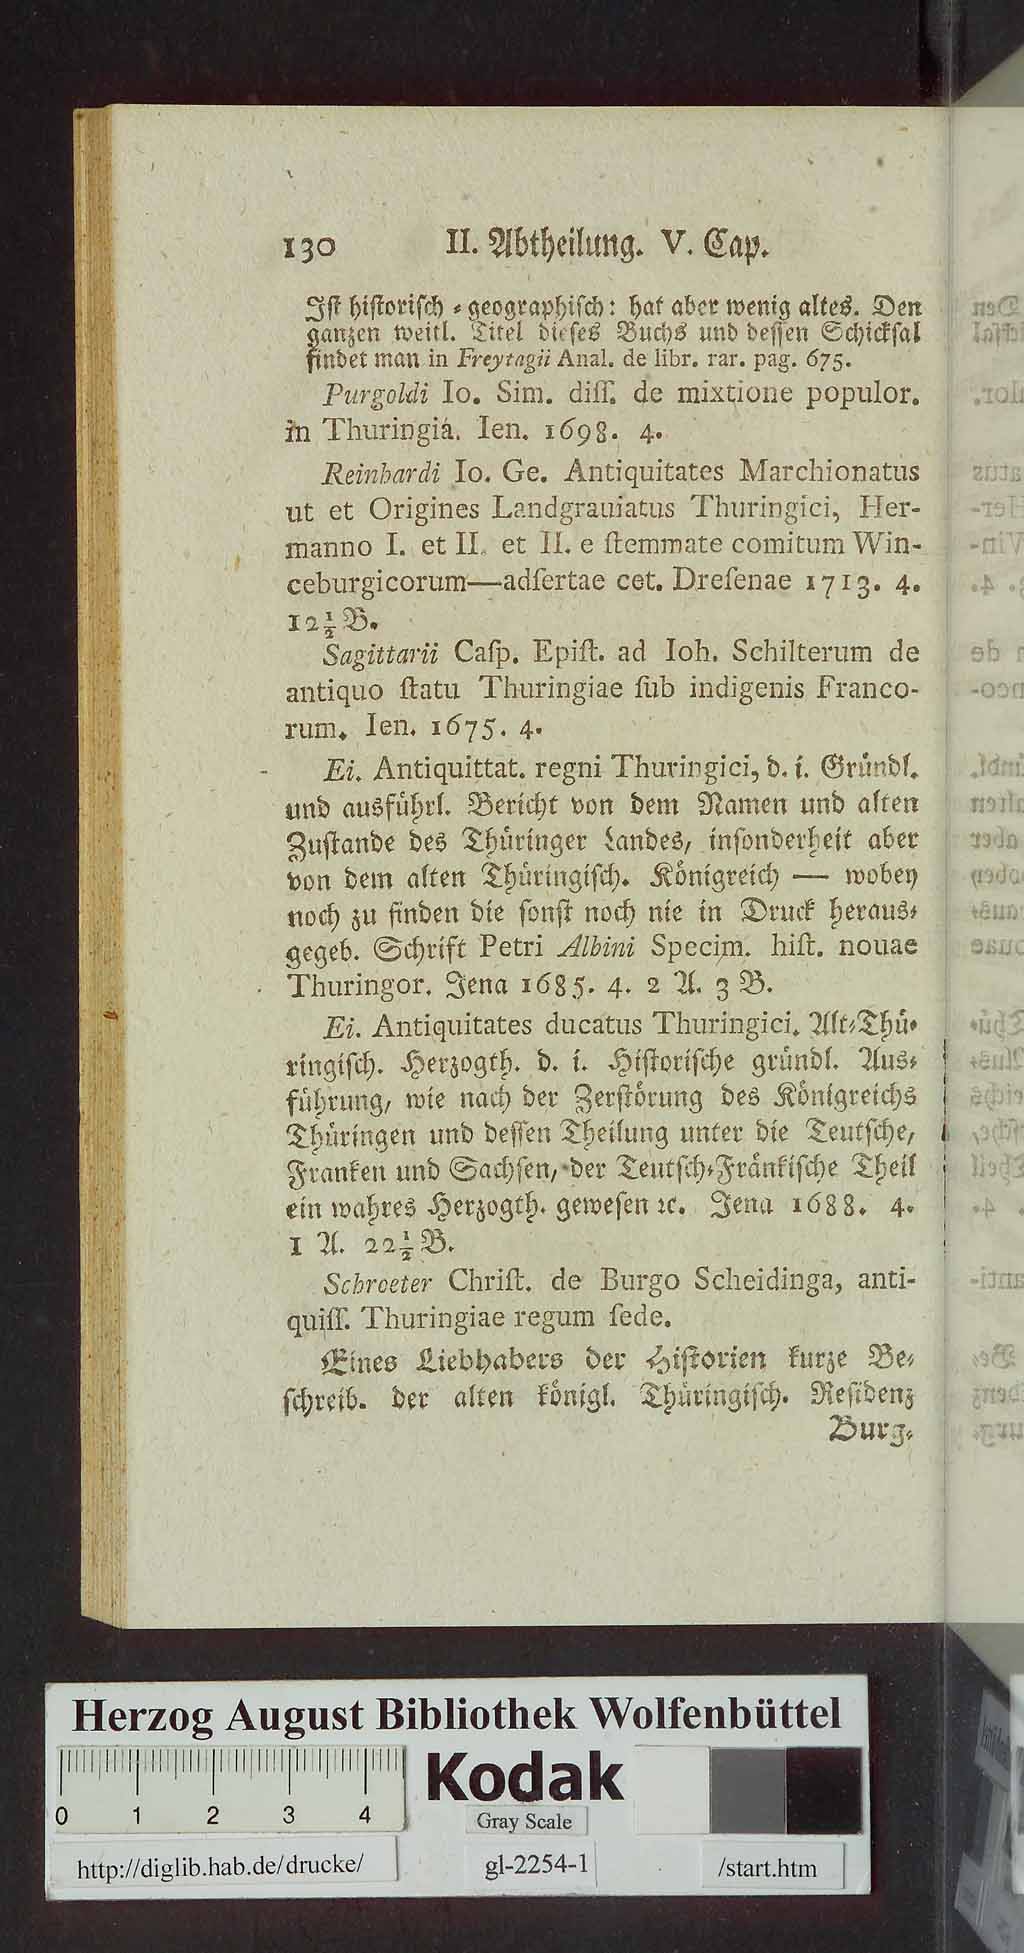 130 II. Abtheilung. V. Cap.
Ist historisch⸗geographisch: hat aber wenig altes. Den
ganzen weitl. Titel dieses Buchs und dessen Schicksal
findet man in Freytagii Anal. de libr. rar. pag. 675.
Purgoldi Io. Sim. diſſ. de mixtione populor.
in Thuringiá. Ien. 1698. 4.
Reinhardi Io. Ge. Antiquitates Marchionatus
ut et Origines Landgrauiatus Thuringici, Her-
manno I. et II. et II. e ſtemmate comitum Win-
ceburgicorum—adſertae cet. Dreſenae 1713. 4.
12½ B.
Sagittarii Caſp. Epiſt. ad Ioh. Schilterum de
antiquo ſtatu Thuringiae ſub indigenis Franco-
rum. Ien. 1675. 4.
Ei. Antiquittat. regni Thuringici, d. i. Gründl.
und ausführl. Bericht von dem Namen und alten
Zustande des Thüringer Landes, insonderheit aber
von dem alten Thüringisch. Königreich — wobey
noch zu finden die sonst noch nie in Druck heraus⸗
gegeb. Schrift Petri Albini Specim. hiſt. nouae
Thuringor. Jena 1685. 4. 2 A. 3 B.
Ei. Antiquitates ducatus Thuringici. Alt⸗Thü⸗
ringisch. Herzogth. d. i. Historische gründl. Aus⸗
führung, wie nach der Zerstörung des Königreichs
Thüringen und dessen Theilung unter die Teutsche,
Franken und Sachsen, der Teutsch⸗Fränkische Theil
ein wahres Herzogth. gewesen ꝛc. Jena 1688. 4.
1 A. 22½ B.
Schroeter Chriſt. de Burgo Scheidinga, anti-
quiſſ. Thuringiae regum ſede.
Eines Liebhabers der Historien kurze Be⸗
schreib. der alten königl. Thüringisch. Residenz
Burg⸗
Herzog August Bibliothek Wolfenbüttel
Kodak
0 1 2 3 4
Gray Scale
http://diglib.hab.de/drucke/ gl-2254-1 /start.htm